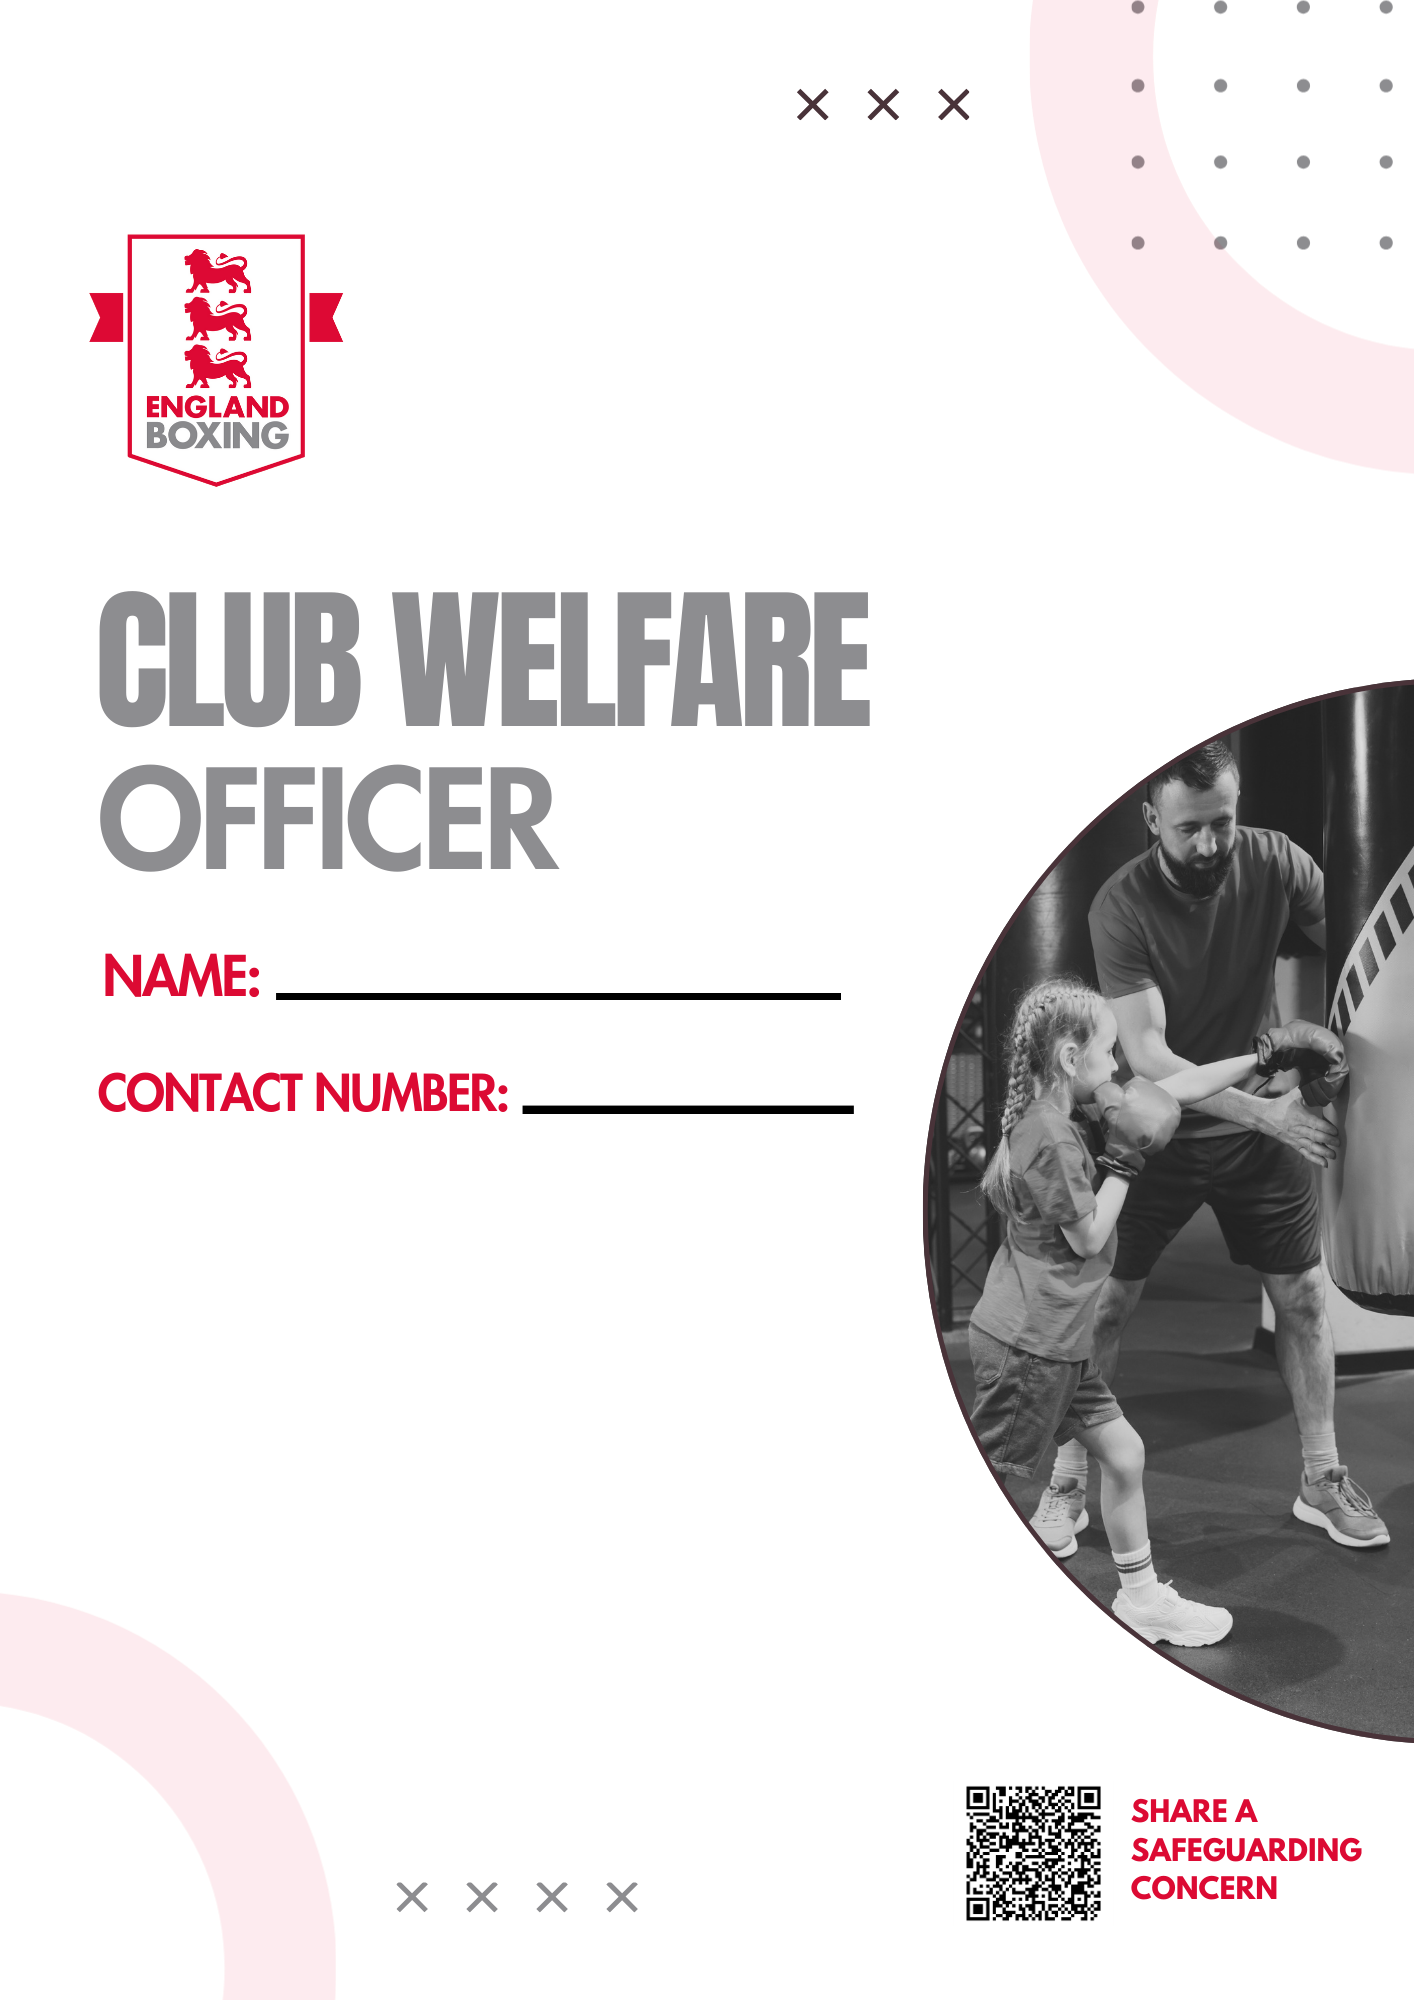 ENGLAND
BOXING
CLUB WELFARE
OFFICER
NAME:
CONTACT NUMBER:
SHARE A
SAFEGUARDING
CONCERN